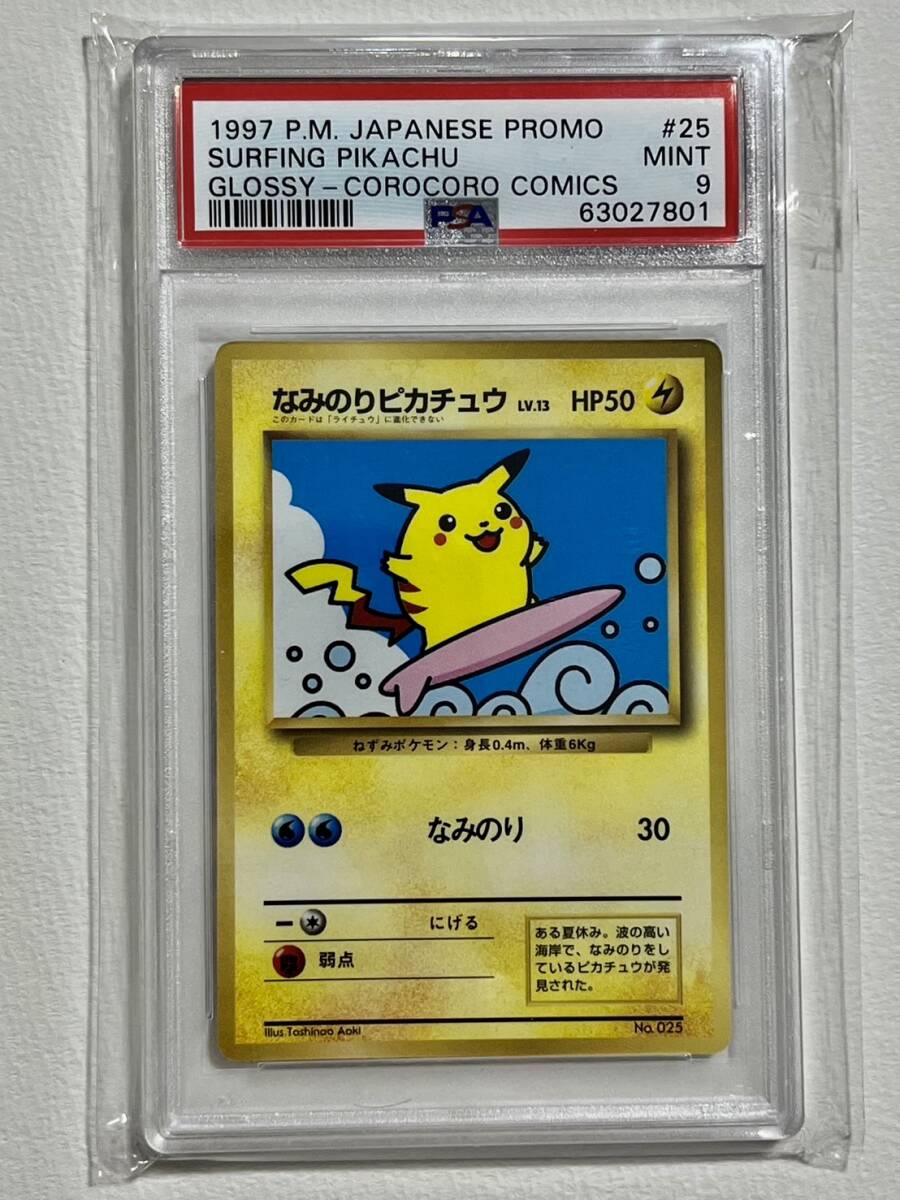 1997 P.M. JAPANESE PROMO #25
SURFING PIKACHU MINT
GLOSSY-COROCORO COMICS 9
PSA 63027801
なみのりピカチュウ LV.13 HP50
このカードは「ライチュウ」に進化できない
ねずみポケモン：身長0.4m、体重6Kg
なみのり 30
にげる
弱点
ある夏休み。波の高い
海岸で、なみのりをし
ているピカチュウが発
見された。
Illus.Toshinao Aoki No.025